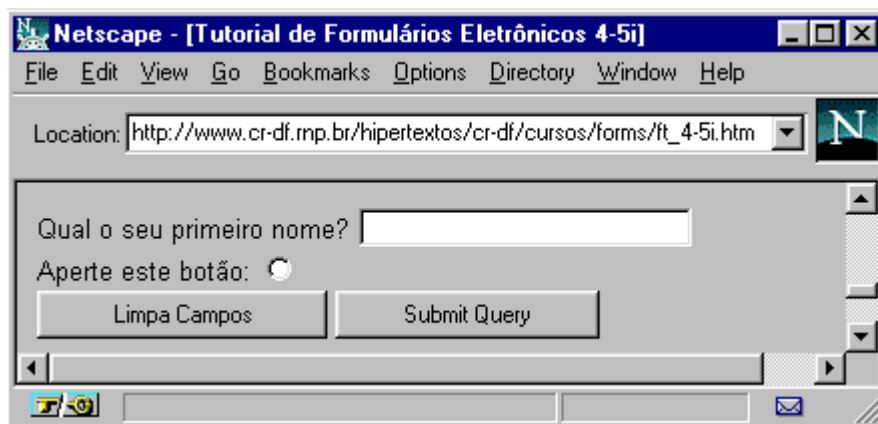 Netscape - [Tutorial de Formulários Eletrônicos 4-5i]
File Edit View Go Bookmarks Options Directory Window Help
Location: http://www.cr-df.rnp.br/hipertextos/cr-df/cursos/forms/ft_4-5i.htm
N
Qual o seu primeiro nome?
Aperte este botão:
Limpa Campos Submit Query